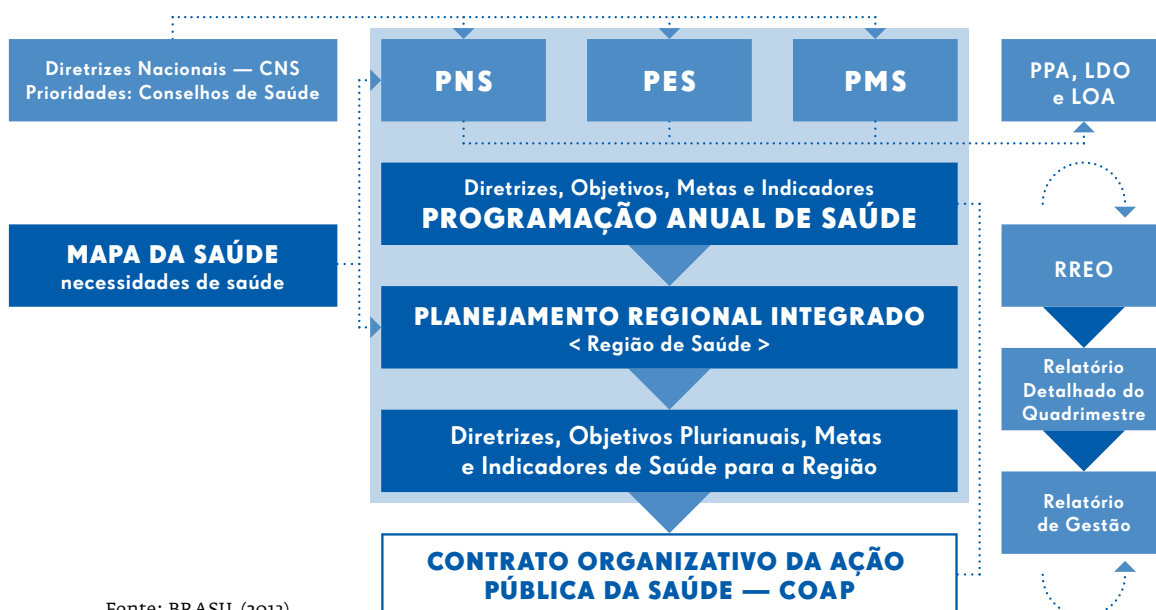 Diretrizes Nacionais — CNS
Prioridades: Conselhos de Saúde
PNS
PES
PMS
PPA, LDO
e LOA
Diretrizes, Objetivos, Metas e Indicadores
PROGRAMAÇÃO ANUAL DE SAÚDE
MAPA DA SAÚDE
necessidades de saúde
RREO
PLANEJAMENTO REGIONAL INTEGRADO
< Região de Saúde >
Relatório
Detalhado do
Quadrimestre
Diretrizes, Objetivos Plurianuais, Metas
e Indicadores de Saúde para a Região
Relatório
de Gestão
CONTRATO ORGANIZATIVO DA AÇÃO
PÚBLICA DA SAÚDE — COAP
Fonte: BRASIL